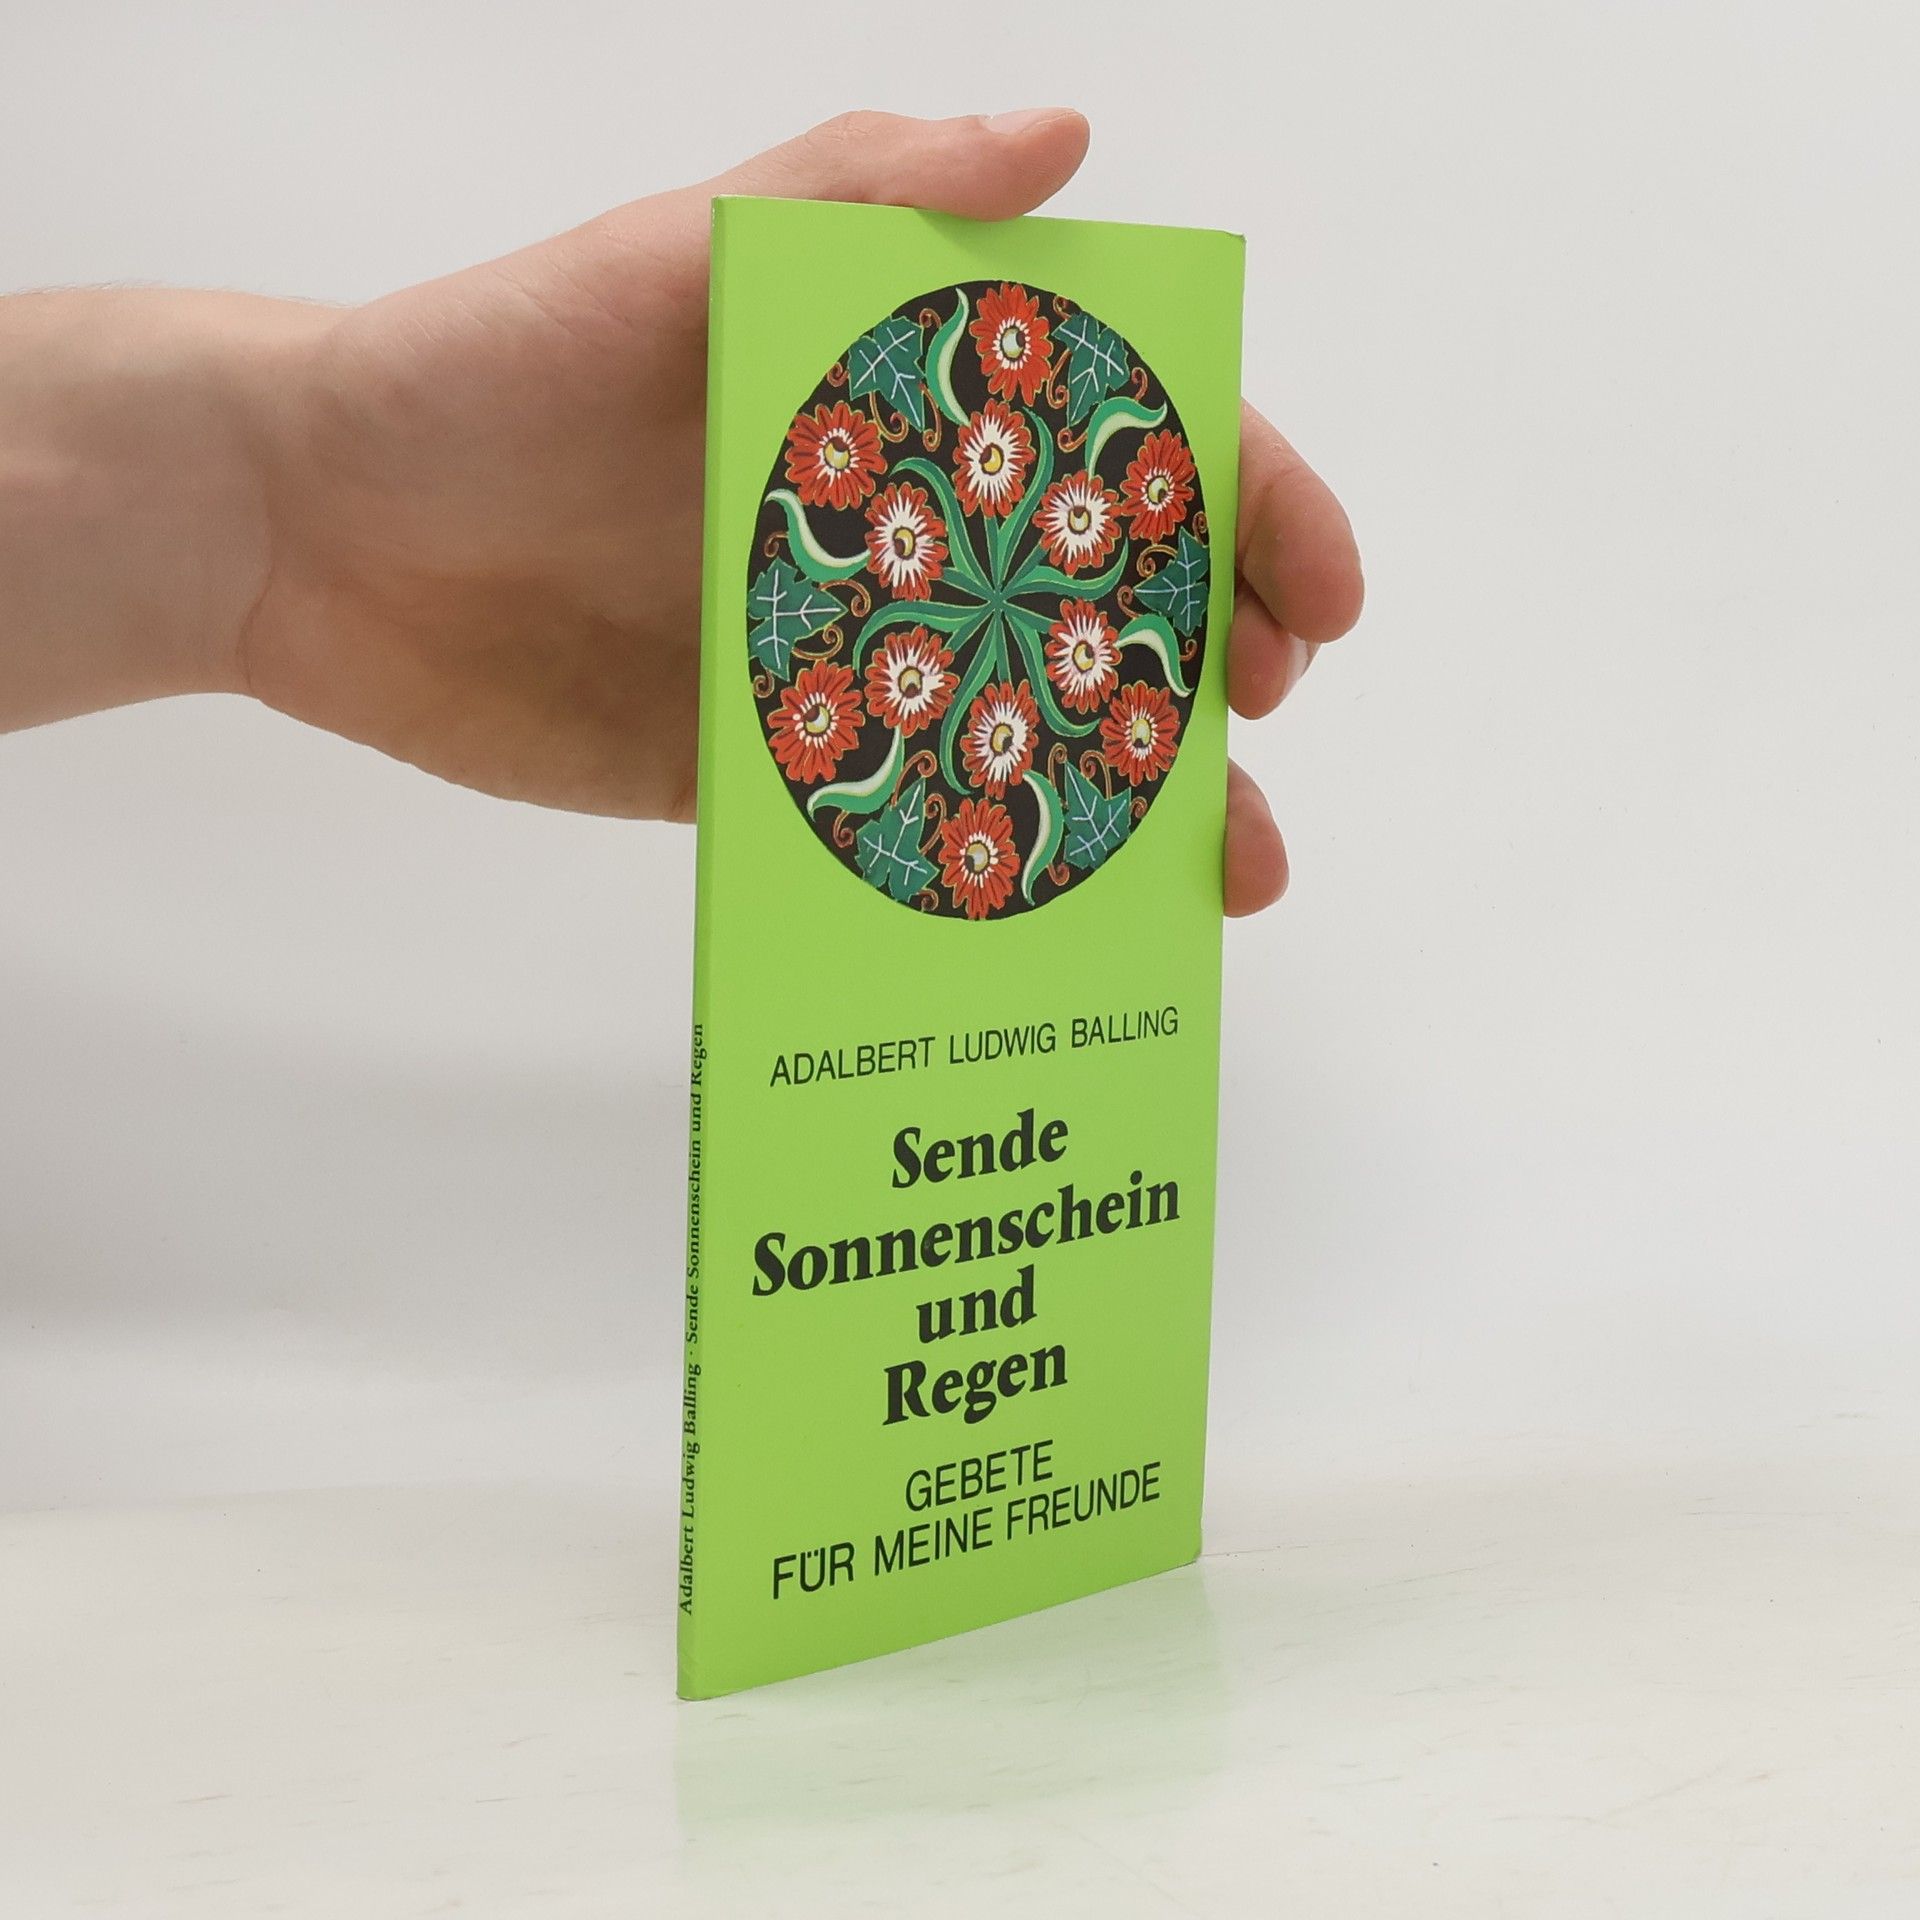 ADALBERT LUDWIG BALLING
Sende
Sonnenschein
und
Regen
GEBETE
FÜR MEINE FREUNDE
Adalbert Ludwig Balling · Sende Sonnenschein und Regen